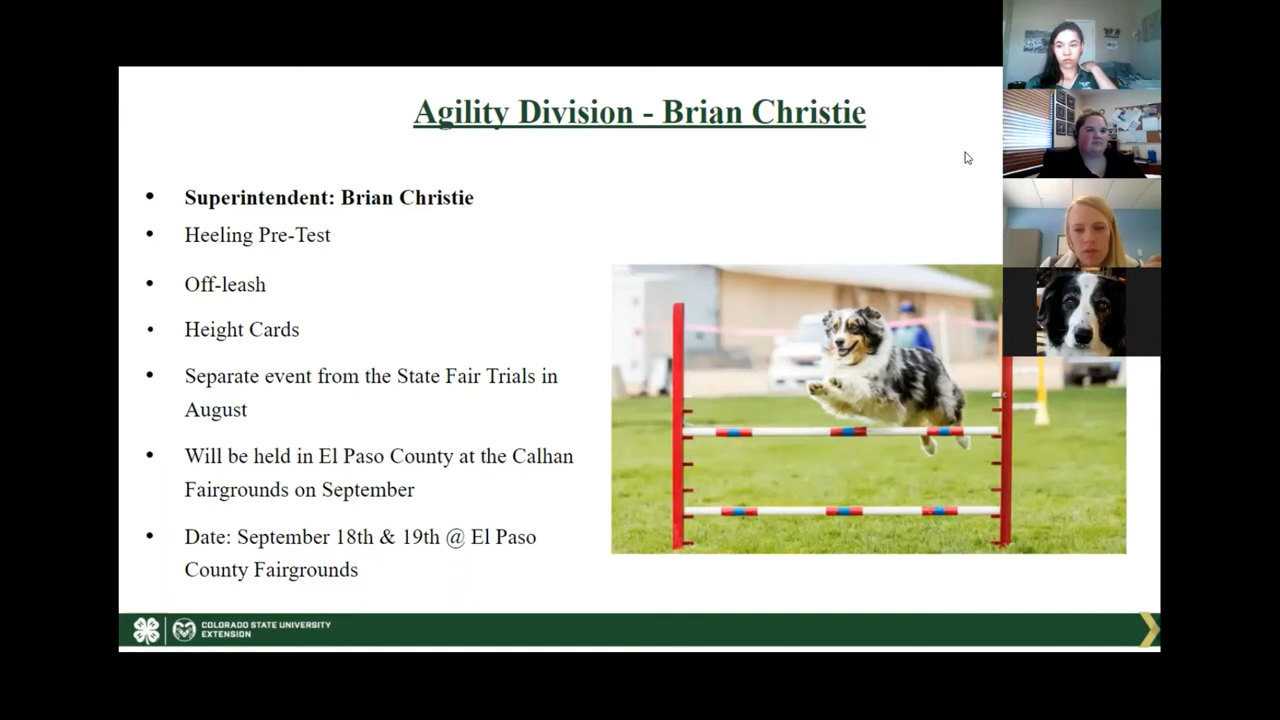 Agility Division - Brian Christie
• Superintendent: Brian Christie
• Heeling Pre-Test
• Off-leash
• Height Cards
• Separate event from the State Fair Trials in
August
• Will be held in El Paso County at the Calhan
Fairgrounds on September
• Date: September 18th & 19th @ El Paso
County Fairgrounds
COLORADO STATE UNIVERSITY
EXTENSION